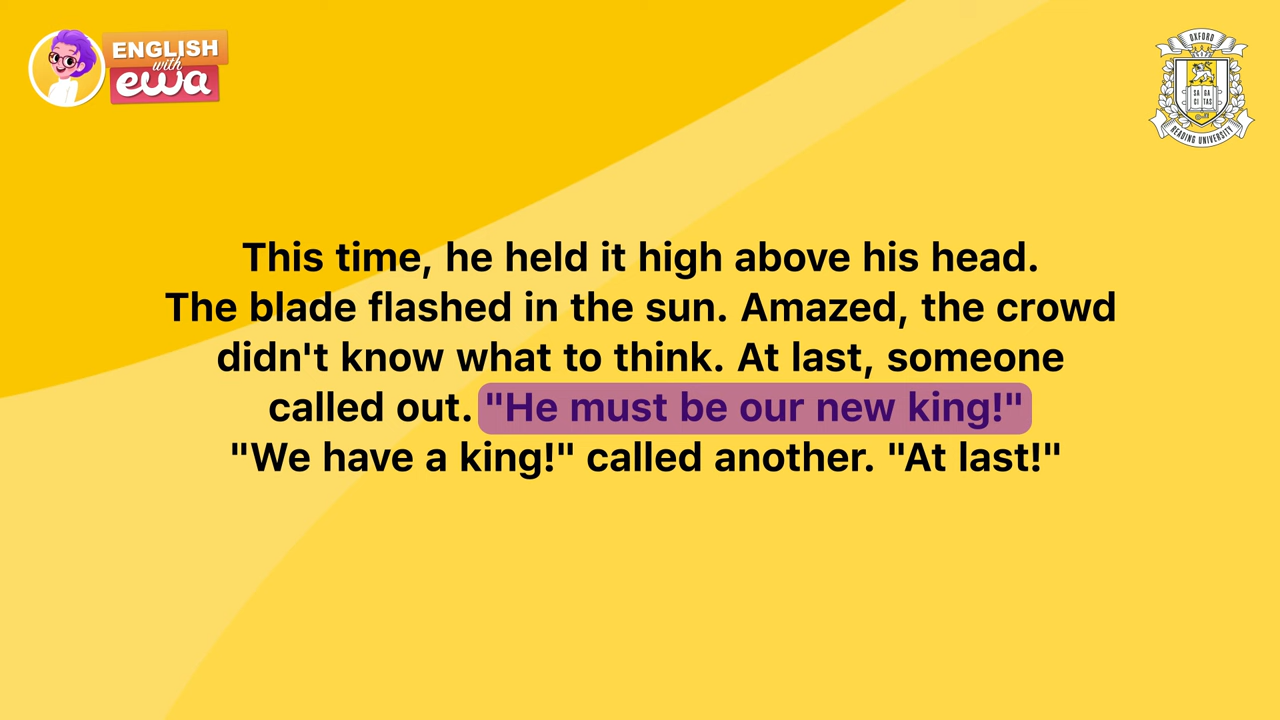 ENGLISH
with
ewa
OXFORD
SA GA
CI TAS
READING UNIVERSITY
This time, he held it high above his head.
The blade flashed in the sun. Amazed, the crowd
didn't know what to think. At last, someone
called out. "He must be our new king!"
"We have a king!" called another. "At last!"